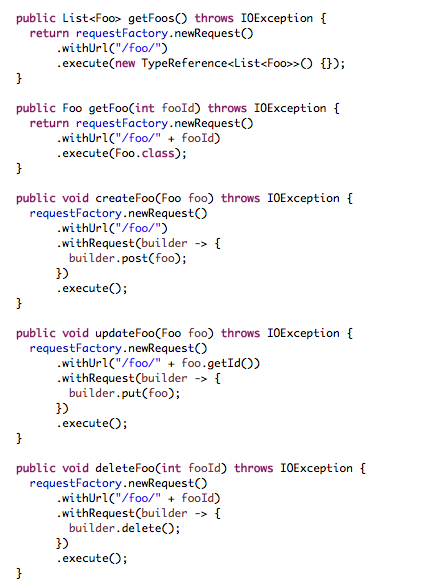 public List<Foo> getFoos() throws IOException {
  return requestFactory.newRequest()
      .withUrl("/foo/")
      .execute(new TypeReference<List<Foo>>() {});
}

public Foo getFoo(int fooId) throws IOException {
  return requestFactory.newRequest()
      .withUrl("/foo/" + fooId)
      .execute(Foo.class);
}

public void createFoo(Foo foo) throws IOException {
  requestFactory.newRequest()
      .withUrl("/foo/")
      .withRequest(builder -> {
        builder.post(foo);
      })
      .execute();
}

public void updateFoo(Foo foo) throws IOException {
  requestFactory.newRequest()
      .withUrl("/foo/" + foo.getId())
      .withRequest(builder -> {
        builder.put(foo);
      })
      .execute();
}

public void deleteFoo(int fooId) throws IOException {
  requestFactory.newRequest()
      .withUrl("/foo/" + fooId)
      .withRequest(builder -> {
        builder.delete();
      })
      .execute();
}